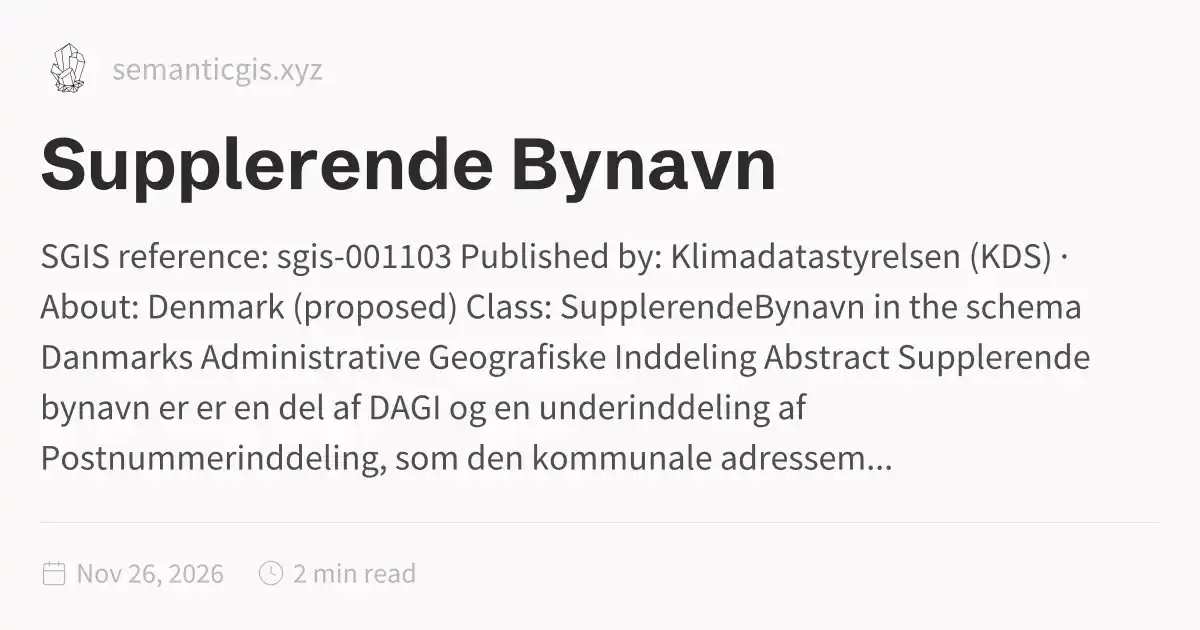 semanticgis.xyz
Supplerende Bynavn
SGIS reference: sgis-001103 Published by: Klimadatastyrelsen (KDS) ·
About: Denmark (proposed) Class: SupplerendeBynavn in the schema
Danmarks Administrative Geografiske Inddeling Abstract Supplerende
bynavn er er en del af DAGI og en underinddeling af
Postnummerinddeling, som den kommunale adressem...
Nov 26, 2026 2 min read